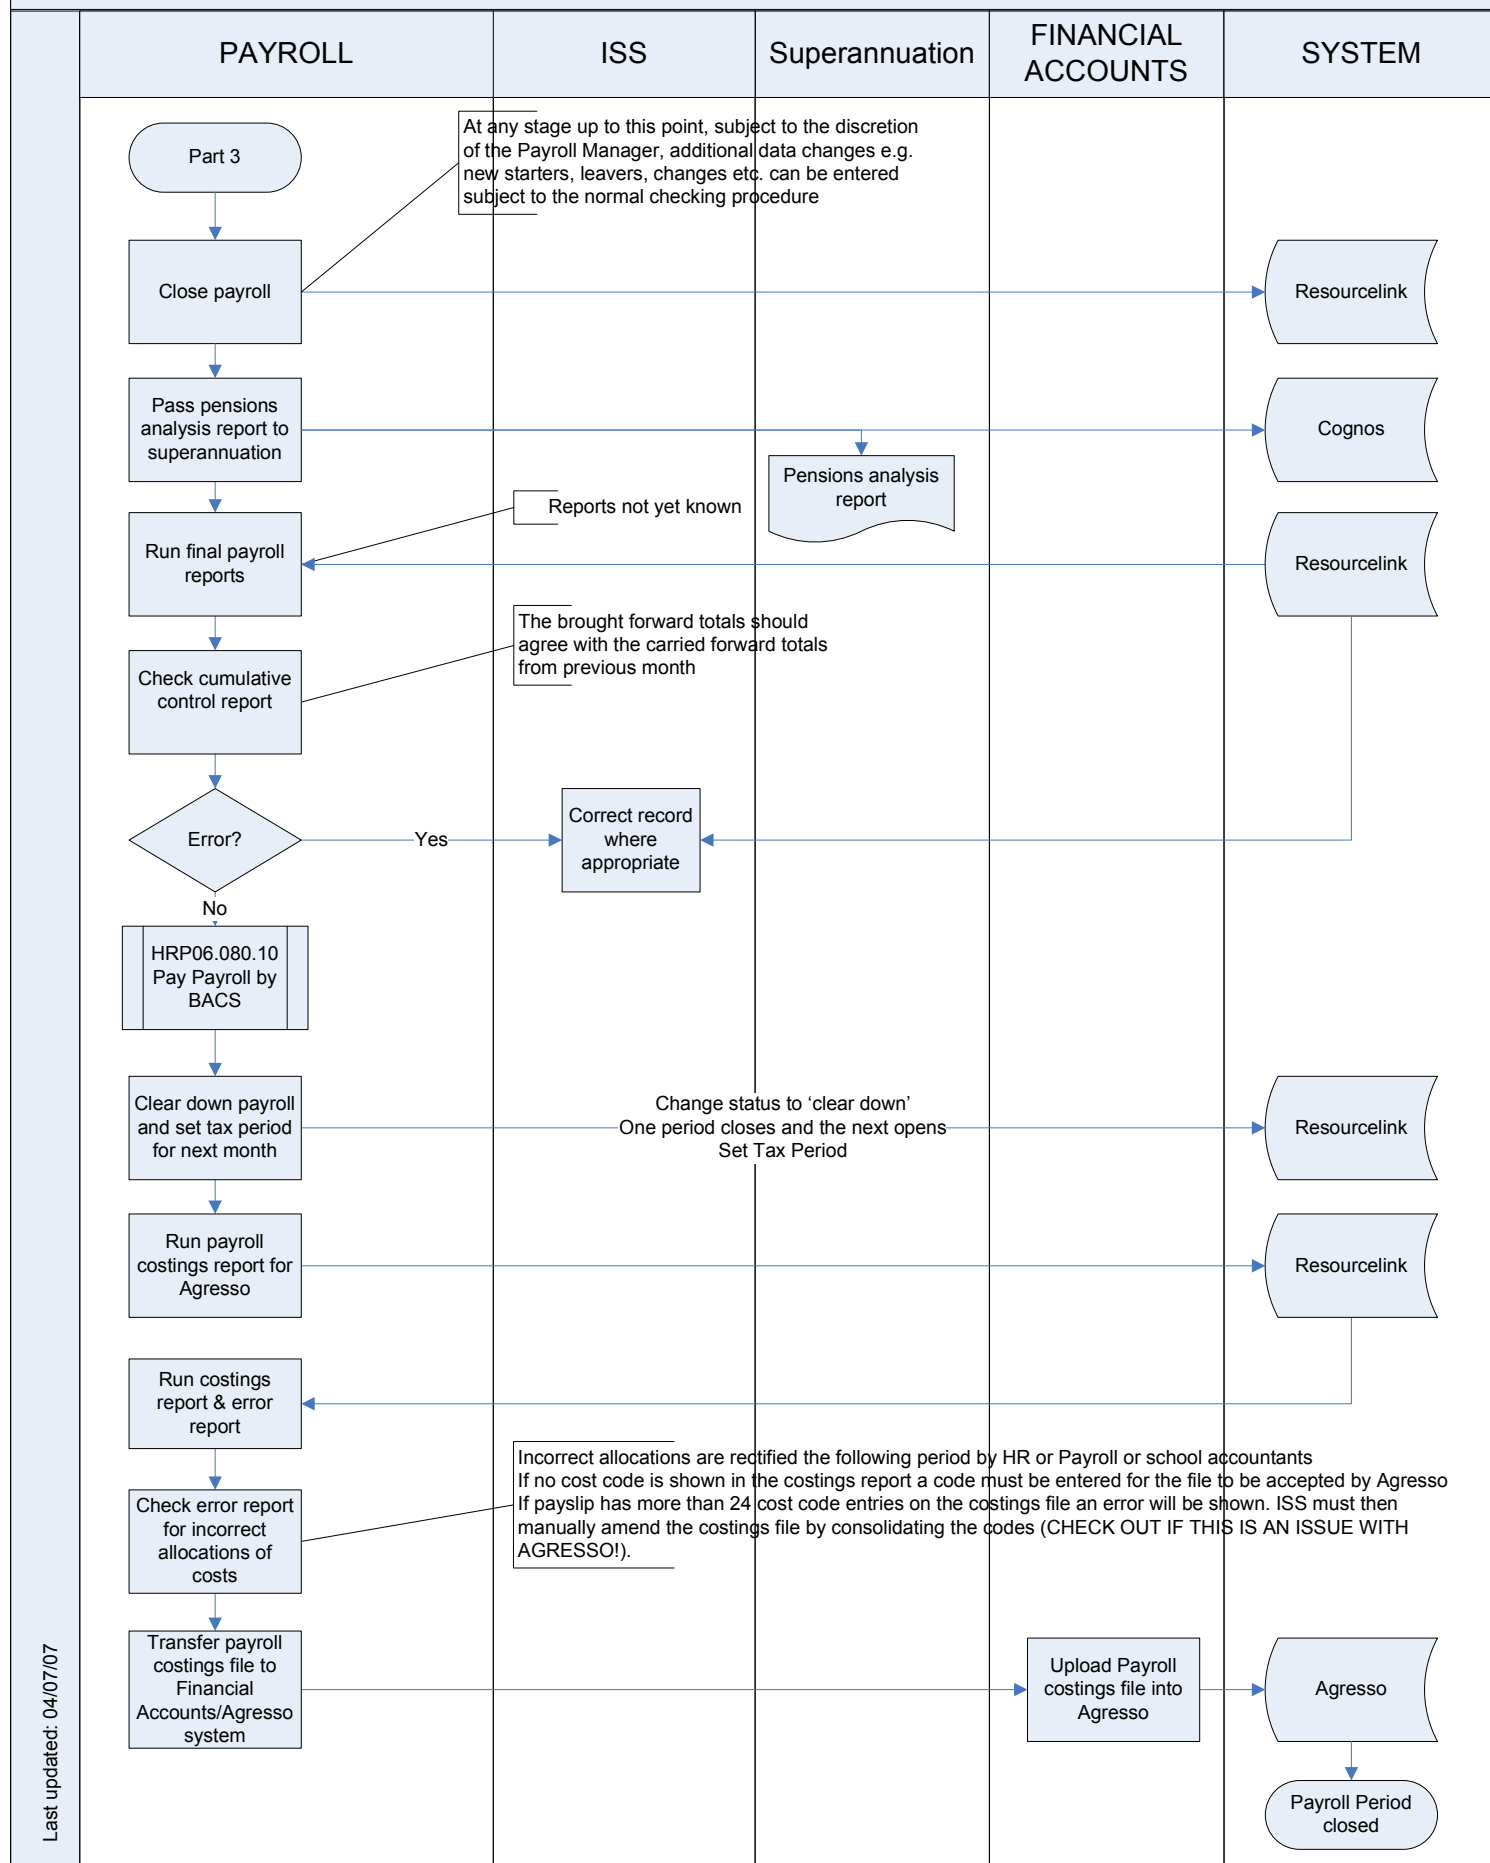 PAYROLL
ISS
Superannuation
FINANCIAL
ACCOUNTS
SYSTEM
Part 3
At any stage up to this point, subject to the discretion
of the Payroll Manager, additional data changes e.g.
new starters, leavers, changes etc. can be entered
subject to the normal checking procedure
Close payroll
Resourcelink
Pass pensions
analysis report to
superannuation
Cognos
Pensions analysis
report
Reports not yet known
Run final payroll
reports
Resourcelink
The brought forward totals should
agree with the carried forward totals
from previous month
Check cumulative
control report
Error?
Yes
Correct record
where
appropriate
No
HRP06.080.10
Pay Payroll by
BACS
Clear down payroll
and set tax period
for next month
Change status to ‘clear down’
One period closes and the next opens
Set Tax Period
Resourcelink
Run payroll
costings report for
Agresso
Resourcelink
Run costings
report & error
report
Incorrect allocations are rectified the following period by HR or Payroll or school accountants
If no cost code is shown in the costings report a code must be entered for the file to be accepted by Agresso
If payslip has more than 24 cost code entries on the costings file an error will be shown. ISS must then
manually amend the costings file by consolidating the codes (CHECK OUT IF THIS IS AN ISSUE WITH
AGRESSO!).
Check error report
for incorrect
allocations of
costs
Transfer payroll
costings file to
Financial
Accounts/Agresso
system
Upload Payroll
costings file into
Agresso
Agresso
Payroll Period
closed
Last updated: 04/07/07